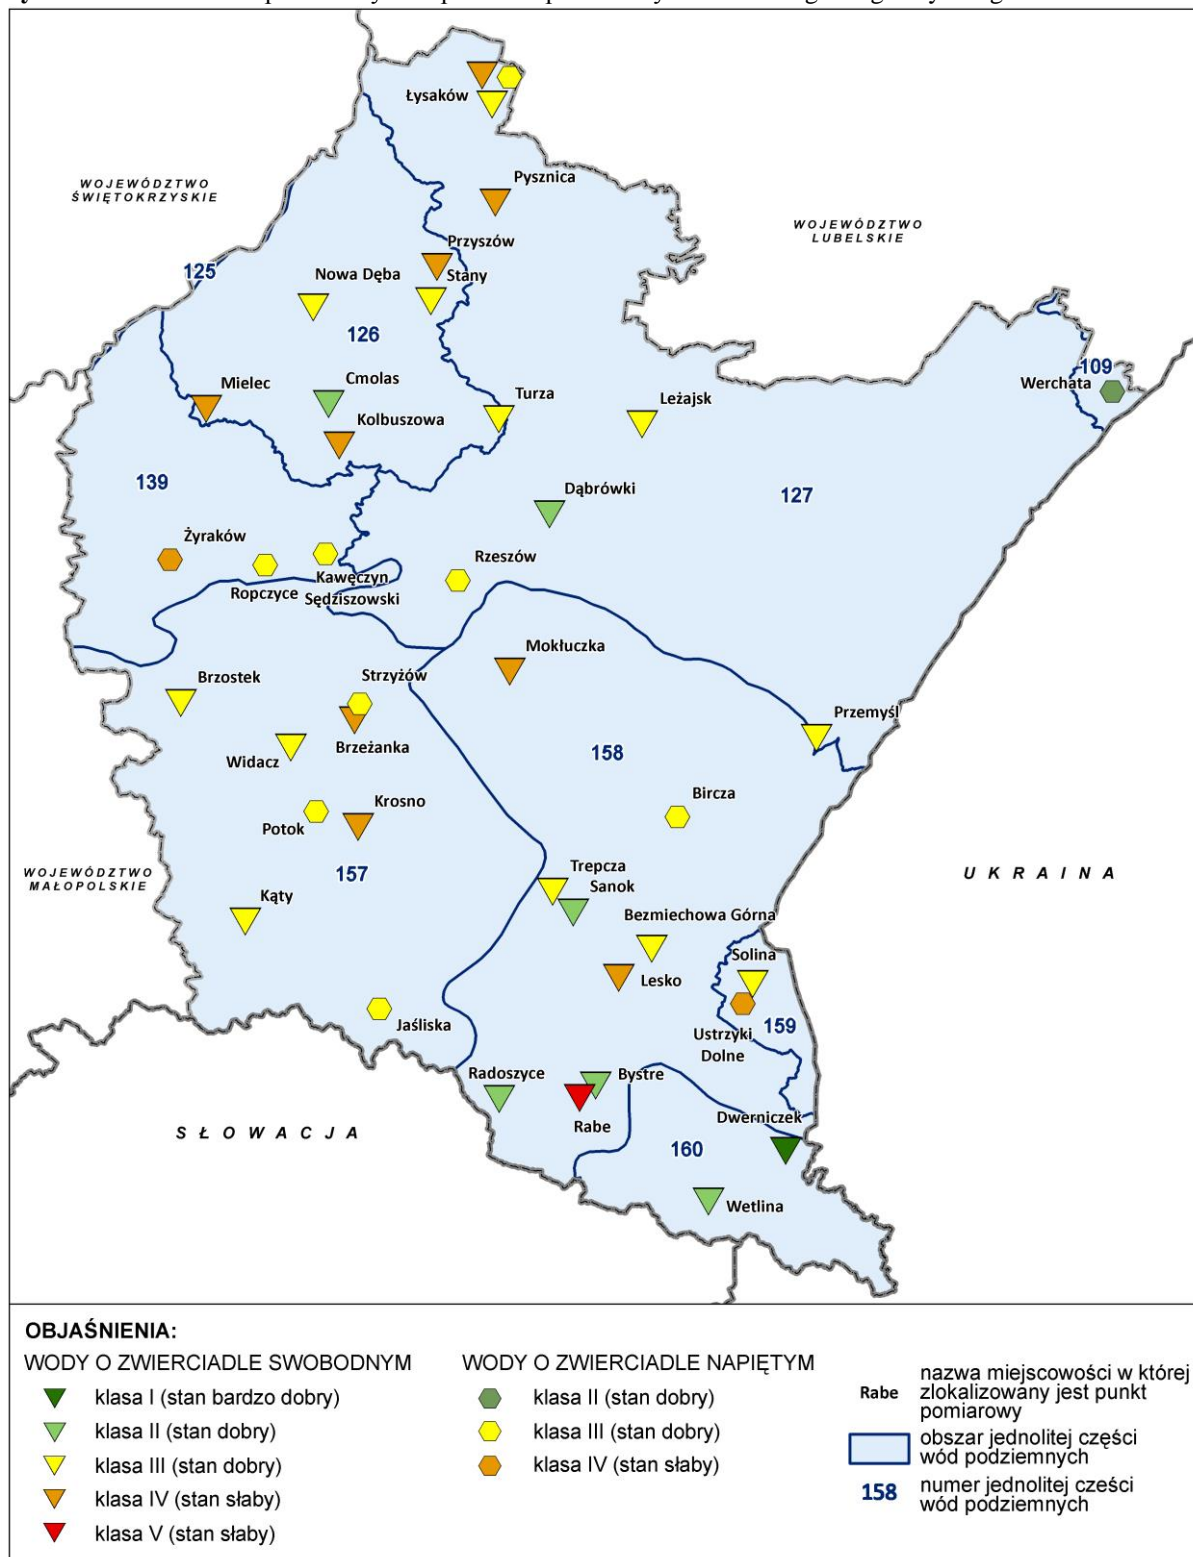 Łysaków
WOJEWÓDZTWO
ŚWIĘTOKRZYSKIE
Pysznica
WOJEWÓDZTWO
LUBELSKIE
Przyszów
125
Nowa Dęba
Stany
126
109
Werchata
Mielec
Cmolas
Turza
Leżajsk
Kolbuszowa
139
127
Dąbrówki
Żyraków
Rzeszów
Kawęczyn
Sędziszowski
Ropczyce
Mokłuczka
Brzostek
Strzyżów
Przemyśl
Widacz
Brzeżanka
158
Bircza
Krosno
Potok
WOJEWÓDZTWO
MAŁOPOLSKIE
157
Trepcza
Sanok
UKRAINA
Kąty
Bezmiechowa Górna
Solina
Lesko
Jaśliska
159
Ustrzyki
Dolne
Radoszyce
Bystre
Rabe
Dwerniczek
SŁOWACJA
160
Wetlina
OBJAŚNIENIA:
WODY O ZWIERCIADLE SWOBODNYM
klasa I (stan bardzo dobry)
klasa II (stan dobry)
klasa III (stan dobry)
klasa IV (stan słaby)
klasa V (stan słaby)
WODY O ZWIERCIADLE NAPIĘTYM
klasa II (stan dobry)
klasa III (stan dobry)
klasa IV (stan słaby)
Rabe
nazwa miejscowości w której
zlokalizowany jest punkt
pomiarowy
obszar jednolitej części
wód podziemnych
158
numer jednolitej cześci
wód podziemnych